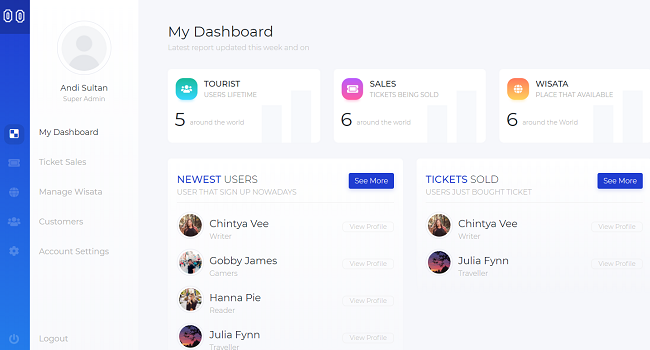 Andi Sultan
Super Admin
My Dashboard
Ticket Sales
Manage Wisata
Customers
Account Settings
Logout
My Dashboard
Latest report updated this week and on
TOURIST
USERS LIFETIME
5 around the world
SALES
TICKETS BEING SOLD
6 around the world
WISATA
PLACE THAT AVAILABLE
6 around the World
NEWEST USERS
USER THAT SIGN UP NOWADAYS
See More
Chintya Vee
Writer
View Profile
Gobby James
Gamers
View Profile
Hanna Pie
Reader
View Profile
Julia Fynn
Traveller
View Profile
TICKETS SOLD
USERS JUST BOUGHT TICKET
See More
Chintya Vee
Writer
View Profile
Julia Fynn
Traveller
View Profile